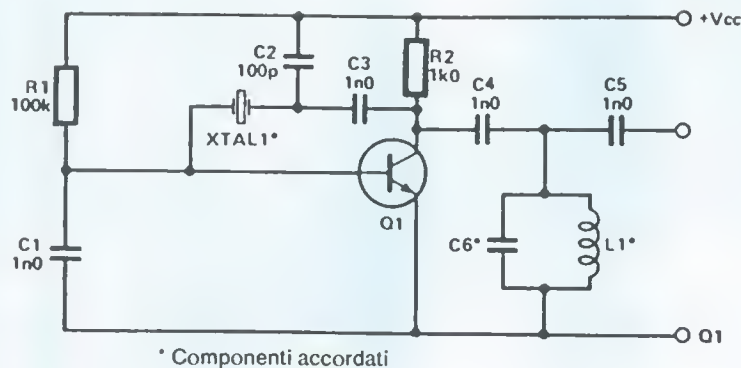 +Vcc
C2
100p
C3
1n0
R2
1k0
C4
1n0
C5
1n0
R1
100k
XTAL1*
Q1
C1
1n0
C6*
L1*
Q1
* Componenti accordati